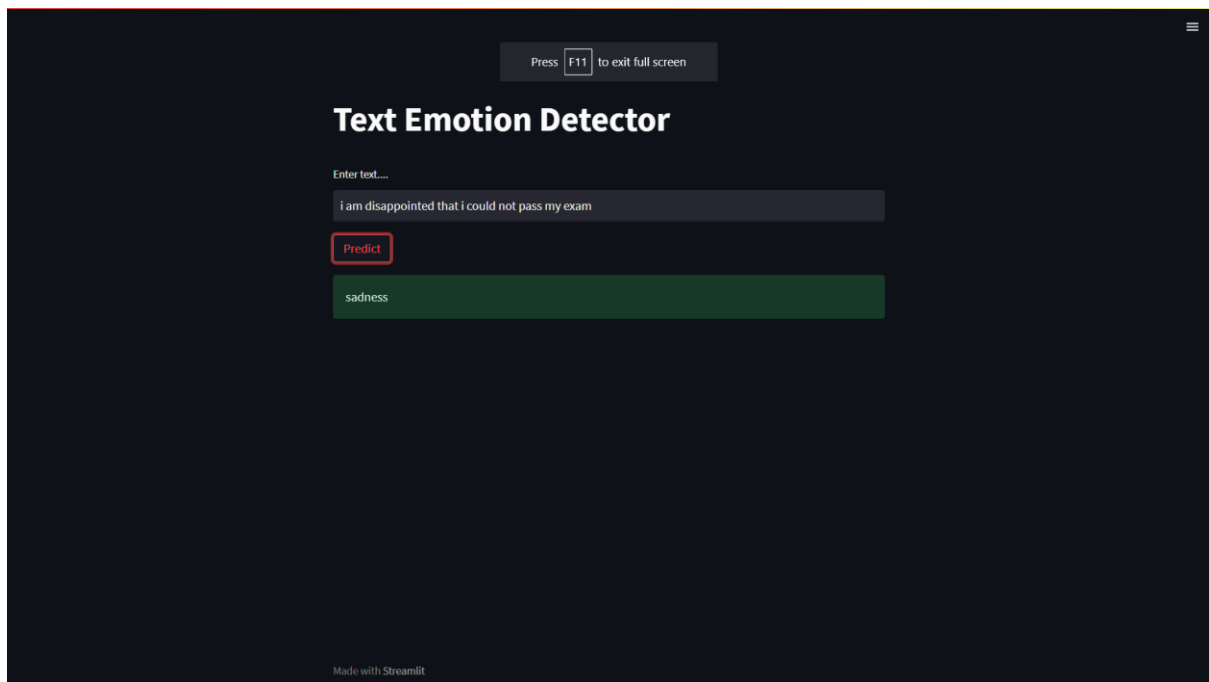 Press F11 to exit full screen
Text Emotion Detector
Enter text....
i am disappointed that i could not pass my exam
Predict
sadness
Made with Streamlit